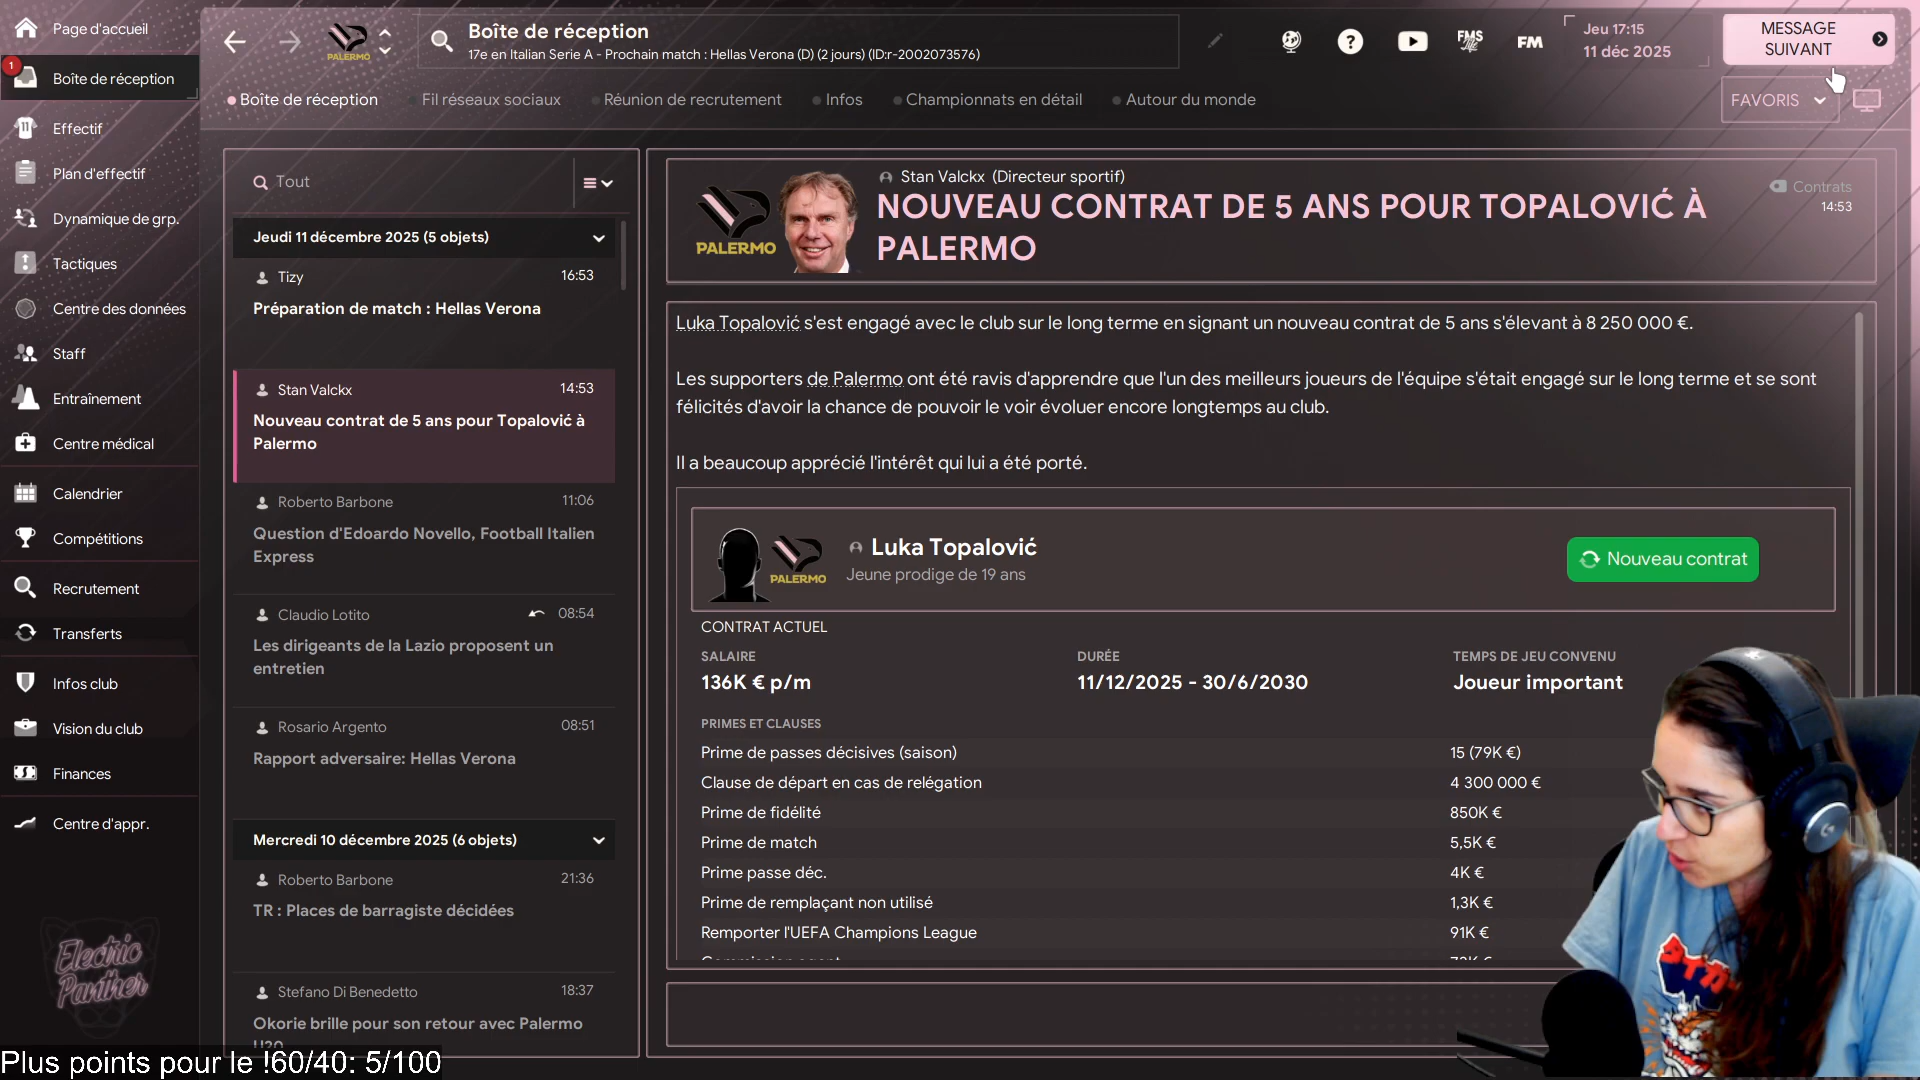 Page d'accueil
1
Boîte de réception
Effectif
Plan d'effectif
Dynamique de grp.
Tactiques
Centre des données
Staff
Entraînement
Centre médical
Calendrier
Compétitions
Recrutement
Transferts
Infos club
Vision du club
Finances
Centre d'appr.
Electric
Panther
PALERMO
Boîte de réception
17e en Italian Serie A - Prochain match : Hellas Verona (D) (2 jours) (ID:r-2002073576)
FMS
FM
Jeu 17:15
11 déc 2025
MESSAGE
SUIVANT
Boîte de réception
Fil réseaux sociaux
Réunion de recrutement
Infos
Championnats en détail
Autour du monde
FAVORIS
Tout
Jeudi 11 décembre 2025 (5 objets)
Tizy
16:53
Préparation de match : Hellas Verona
Stan Valckx
14:53
Nouveau contrat de 5 ans pour Topalović à
Palermo
Roberto Barbone
11:06
Question d'Edoardo Novello, Football Italien
Express
Claudio Lotito
08:54
Les dirigeants de la Lazio proposent un
entretien
Rosario Argento
08:51
Rapport adversaire: Hellas Verona
Mercredi 10 décembre 2025 (6 objets)
Roberto Barbone
21:36
TR : Places de barragiste décidées
Stefano Di Benedetto
18:37
Okorie brille pour son retour avec Palermo
U20
PALERMO
Stan Valckx (Directeur sportif)
NOUVEAU CONTRAT DE 5 ANS POUR TOPALOVIĆ À
PALERMO
Contrats
14:53
Luka Topalović s'est engagé avec le club sur le long terme en signant un nouveau contrat de 5 ans s'élevant à 8 250 000 €.
Les supporters de Palermo ont été ravis d'apprendre que l'un des meilleurs joueurs de l'équipe s'était engagé sur le long terme et se sont
félicités d'avoir la chance de pouvoir le voir évoluer encore longtemps au club.
Il a beaucoup apprécié l'intérêt qui lui a été porté.
PALERMO
Luka Topalović
Jeune prodige de 19 ans
Nouveau contrat
CONTRAT ACTUEL
SALAIRE
DURÉE
TEMPS DE JEU CONVENU
136K € p/m
11/12/2025 - 30/6/2030
Joueur important
PRIMES ET CLAUSES
Prime de passes décisives (saison)
15 (79K €)
Clause de départ en cas de relégation
4 300 000 €
Prime de fidélité
850K €
Prime de match
5,5K €
Prime passe déc.
4K €
Prime de remplaçant non utilisé
1,3K €
Remporter l'UEFA Champions League
91K €
Plus points pour le !60/40: 5/100